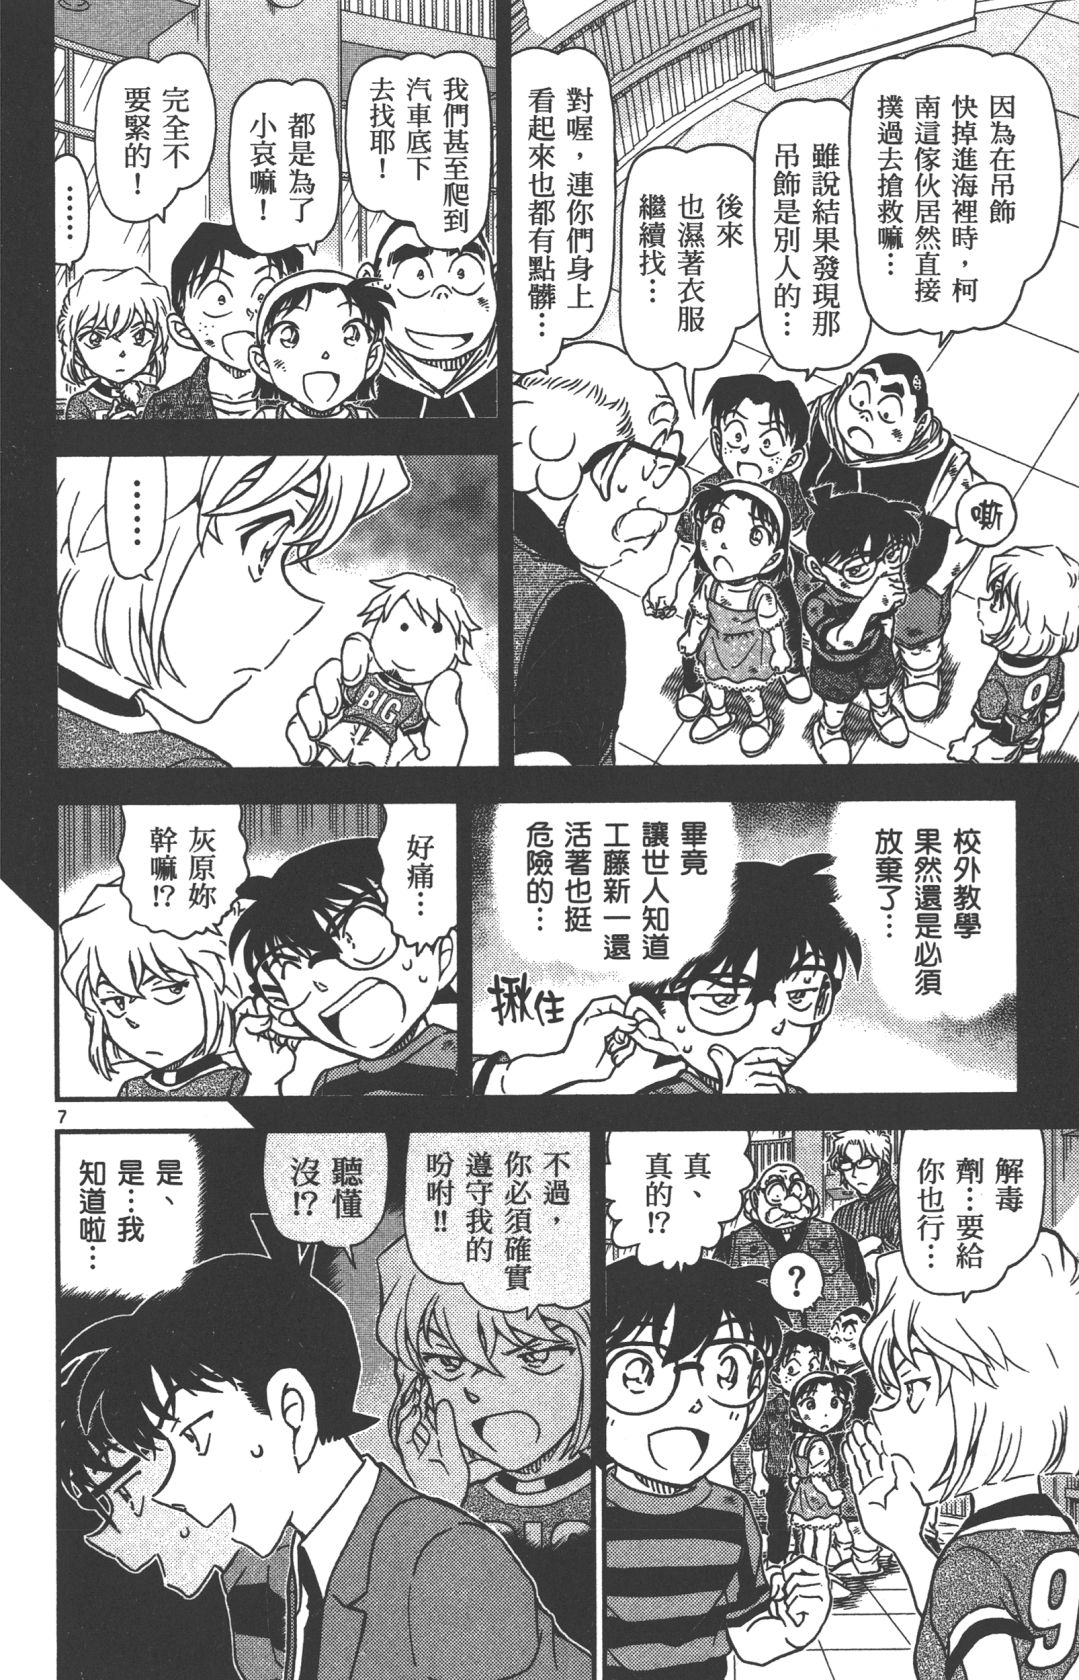 因為在吊飾
快掉進海裡時，柯
南這傢伙居然直接
撲過去搶救嘛…
雖說結果發現那
吊飾是別人的…
後來
也濕著衣服
繼續找…
對喔，連你們身上
看起來也都有點髒…
嘶
我們甚至爬到
汽車底下
去找耶！
都是為了
小哀嘛！
完全不
要緊的！
……
……
BIG
校外教學
果然還是必須
放棄了…
畢竟
讓世人知道
工藤新一還
活著也挺
危險的…
揪住
好痛…
灰原妳
幹嘛!?
7
解毒
劑…要給
你也行…
?
真、
真的!?
9
不過，
你必須確實
遵守我的
吩咐!!
聽懂
沒!?
是、
是…我
知道啦…